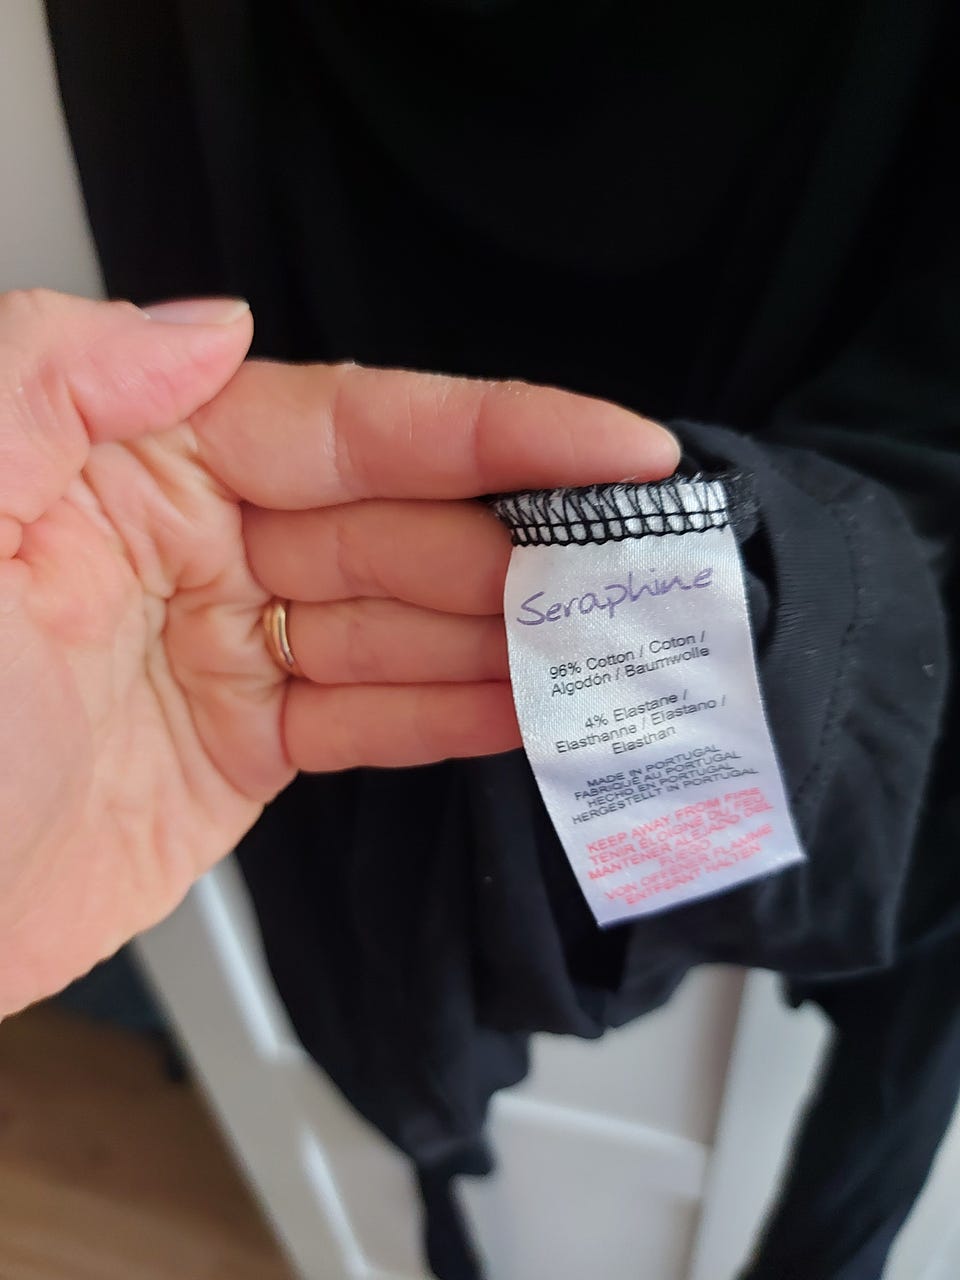 Seraphine
96% Cotton / Coton /
Algodón / Baumwolle
4% Elastane /
Elasthanne / Elastano /
Elasthan
MADE IN PORTUGAL
FABRIQUÉ AU PORTUGAL
HECHO EN PORTUGAL
HERGESTELLT IN PORTUGAL
KEEP AWAY FROM FIRE
TENIR ÉLOIGNÉ DU FEU
MANTENER ALEJADO DEL
FUEGO
VON OFFENER FLAMME
ENTFERNT HALTEN